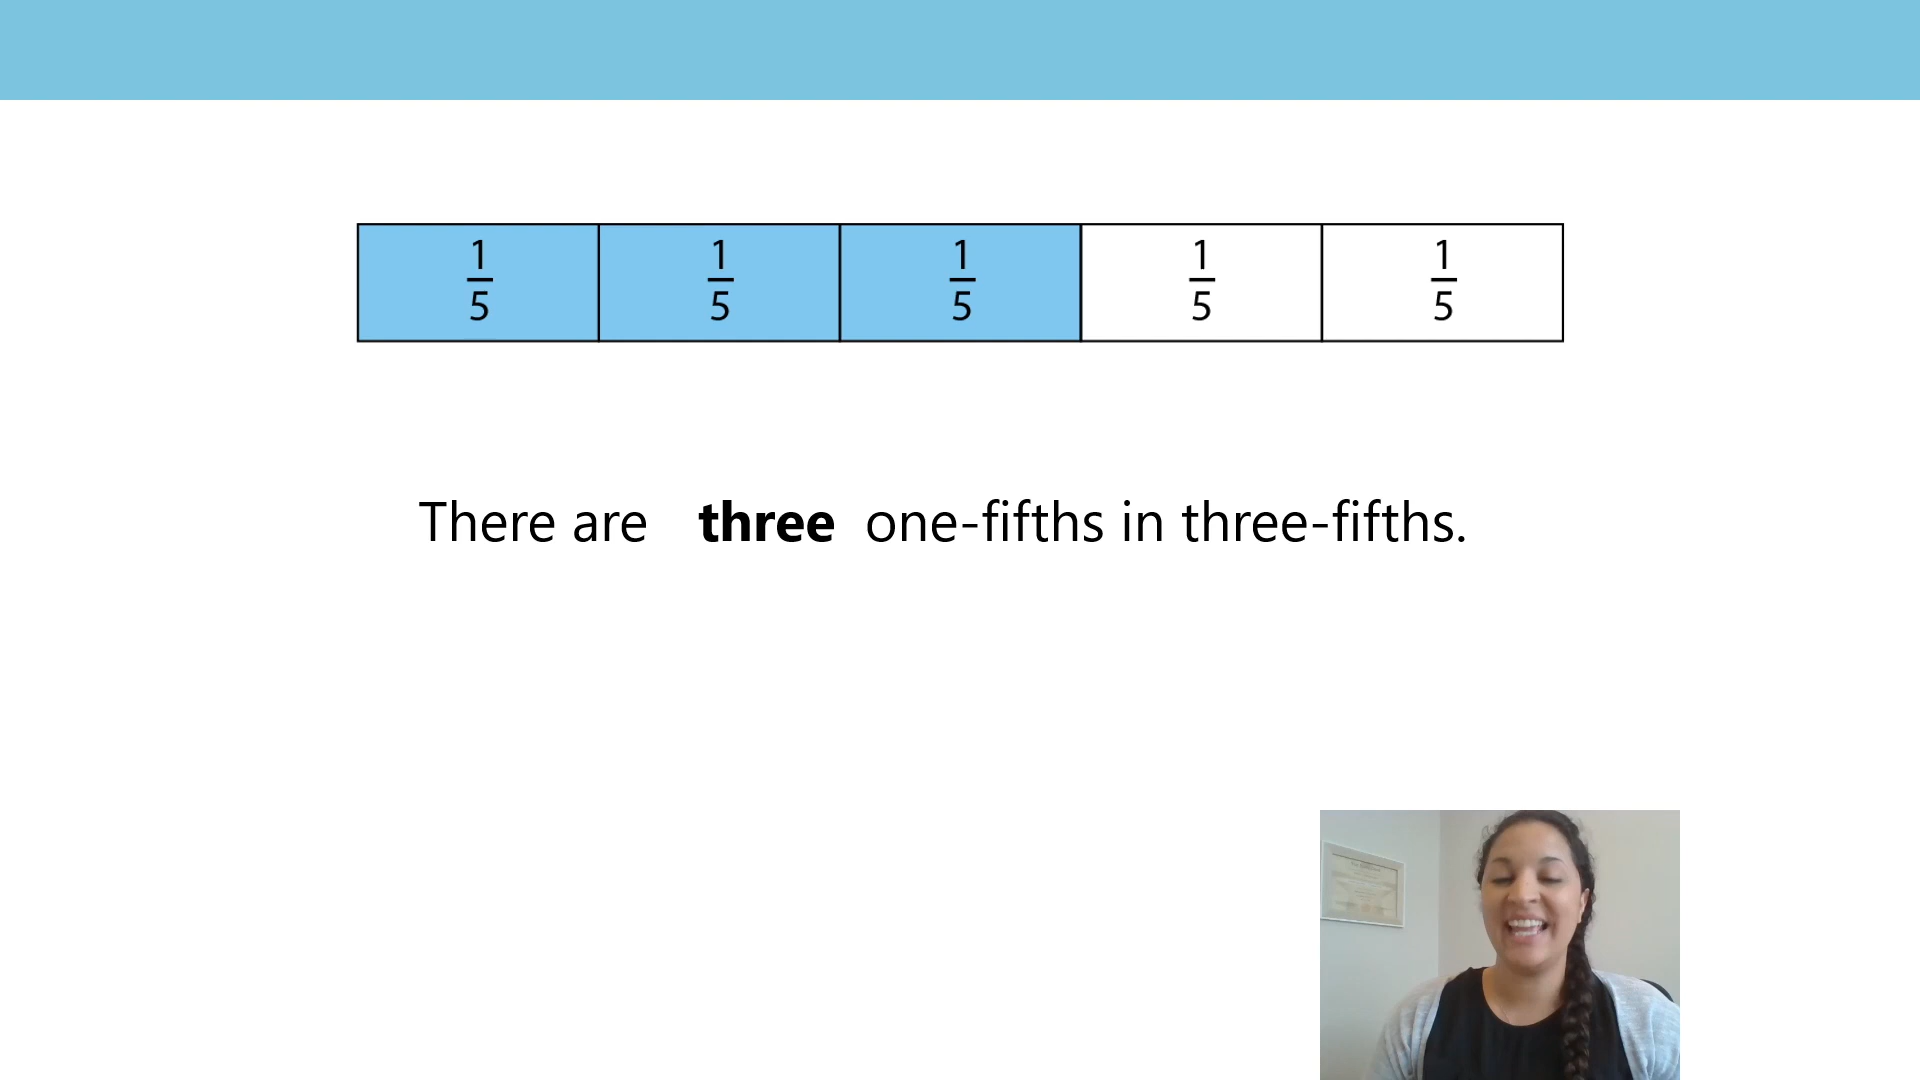 1/5 1/5 1/5 1/5 1/5
There are three one-fifths in three-fifths.